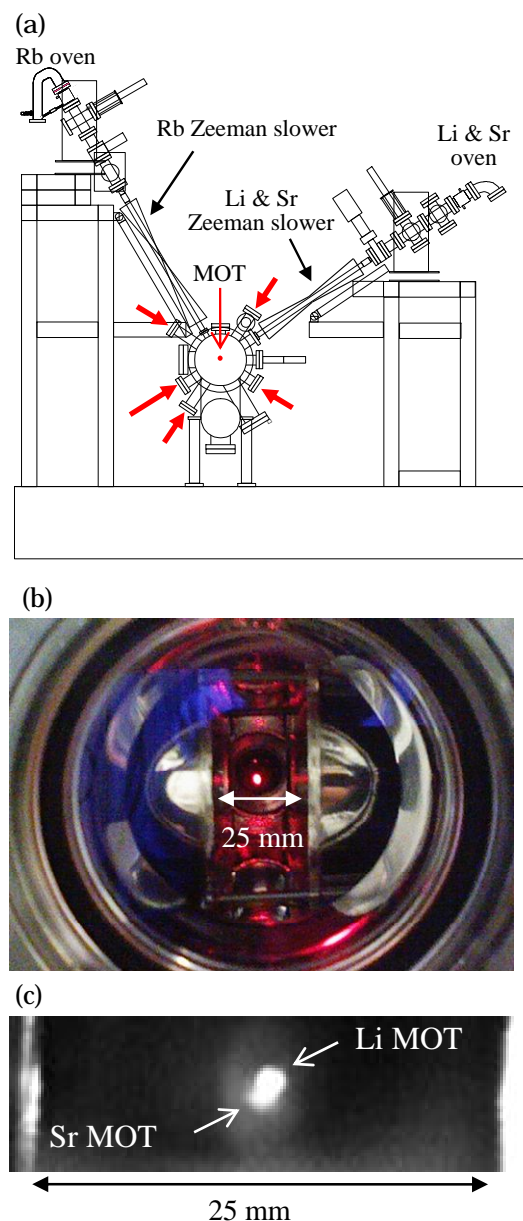 (a)
Rb oven
Rb Zeeman slower
Li & Sr
oven
Li & Sr
Zeeman slower
MOT
(b)
25 mm
(c)
Li MOT
Sr MOT
25 mm